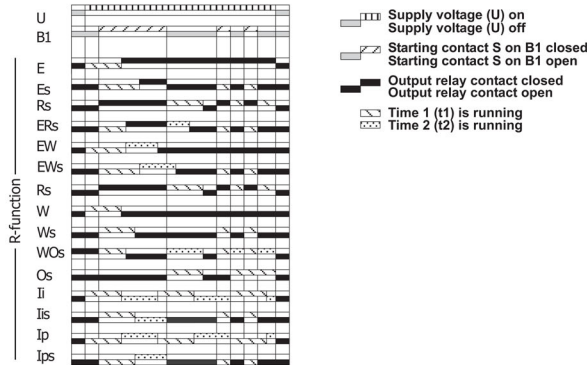 U
B1
E
Es
Rs
ERs
EW
EWs
Rs
W
Ws
WOs
Os
Ii
Iis
Ip
Ips
R-function
Supply voltage (U) on
Supply voltage (U) off
Starting contact S on B1 closed
Starting contact S on B1 open
Output relay contact closed
Output relay contact open
Time 1 (t1) is running
Time 2 (t2) is running